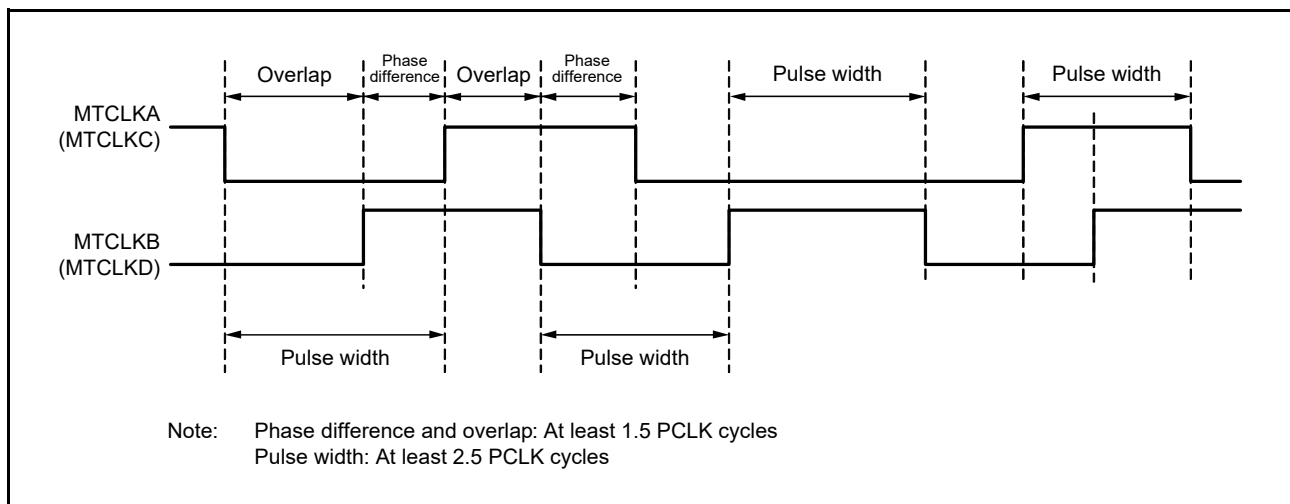 Overlap
Phase
difference
Overlap
Phase
difference
Pulse width
Pulse width
MTCLKA
(MTCLKC)
MTCLKB
(MTCLKD)
Pulse width
Pulse width
Note: Phase difference and overlap: At least 1.5 PCLK cycles
Pulse width: At least 2.5 PCLK cycles